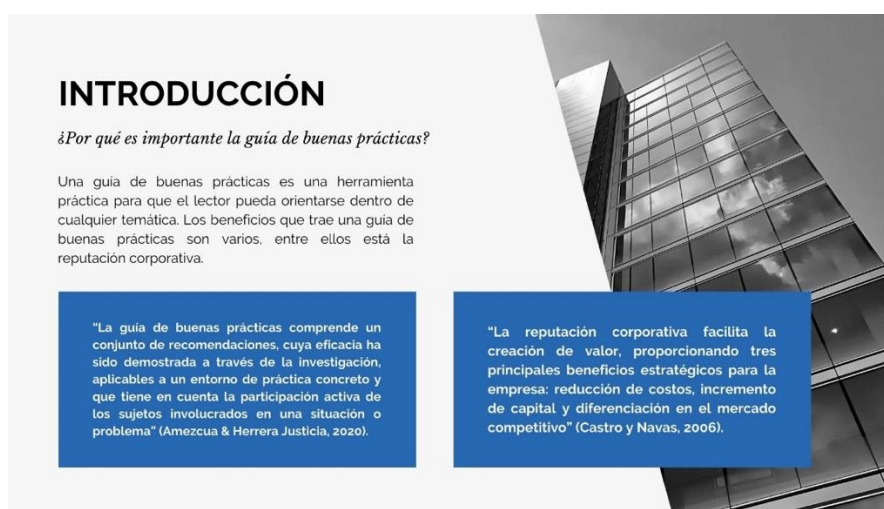 INTRODUCCIÓN
¿Por qué es importante la guía de buenas prácticas?
Una guía de buenas prácticas es una herramienta
práctica para que el lector pueda orientarse dentro de
cualquier temática. Los beneficios que trae una guía de
buenas prácticas son varios, entre ellos está la
reputación corporativa.
“La guía de buenas prácticas comprende un
conjunto de recomendaciones, cuya eficacia ha
sido demostrada a través de la investigación,
aplicables a un entorno de práctica concreto y
que tiene en cuenta la participación activa de
los sujetos involucrados en una situación o
problema” (Amezcua & Herrera Justicia, 2020).
“La reputación corporativa facilita la
creación de valor, proporcionando tres
principales beneficios estratégicos para la
empresa: reducción de costos, incremento
de capital y diferenciación en el mercado
competitivo” (Castro y Navas, 2006).